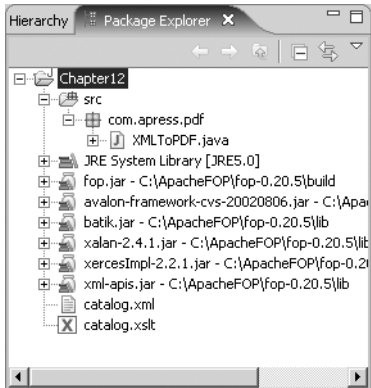 Hierarchy Package Explorer
Chapter12
src
com.apress.pdf
XMLToPDF.java
JRE System Library [JRE5.0]
fop.jar - C:\ApacheFOP\fop-0.20.5\build
avalon-framework-cvs-20020806.jar - C:\Apa
batik.jar - C:\ApacheFOP\fop-0.20.5\lib
xalan-2.4.1.jar - C:\ApacheFOP\fop-0.20.5\lib
xercesImpl-2.2.1.jar - C:\ApacheFOP\fop-0.2
xml-apis.jar - C:\ApacheFOP\fop-0.20.5\lib
catalog.xml
catalog.xslt